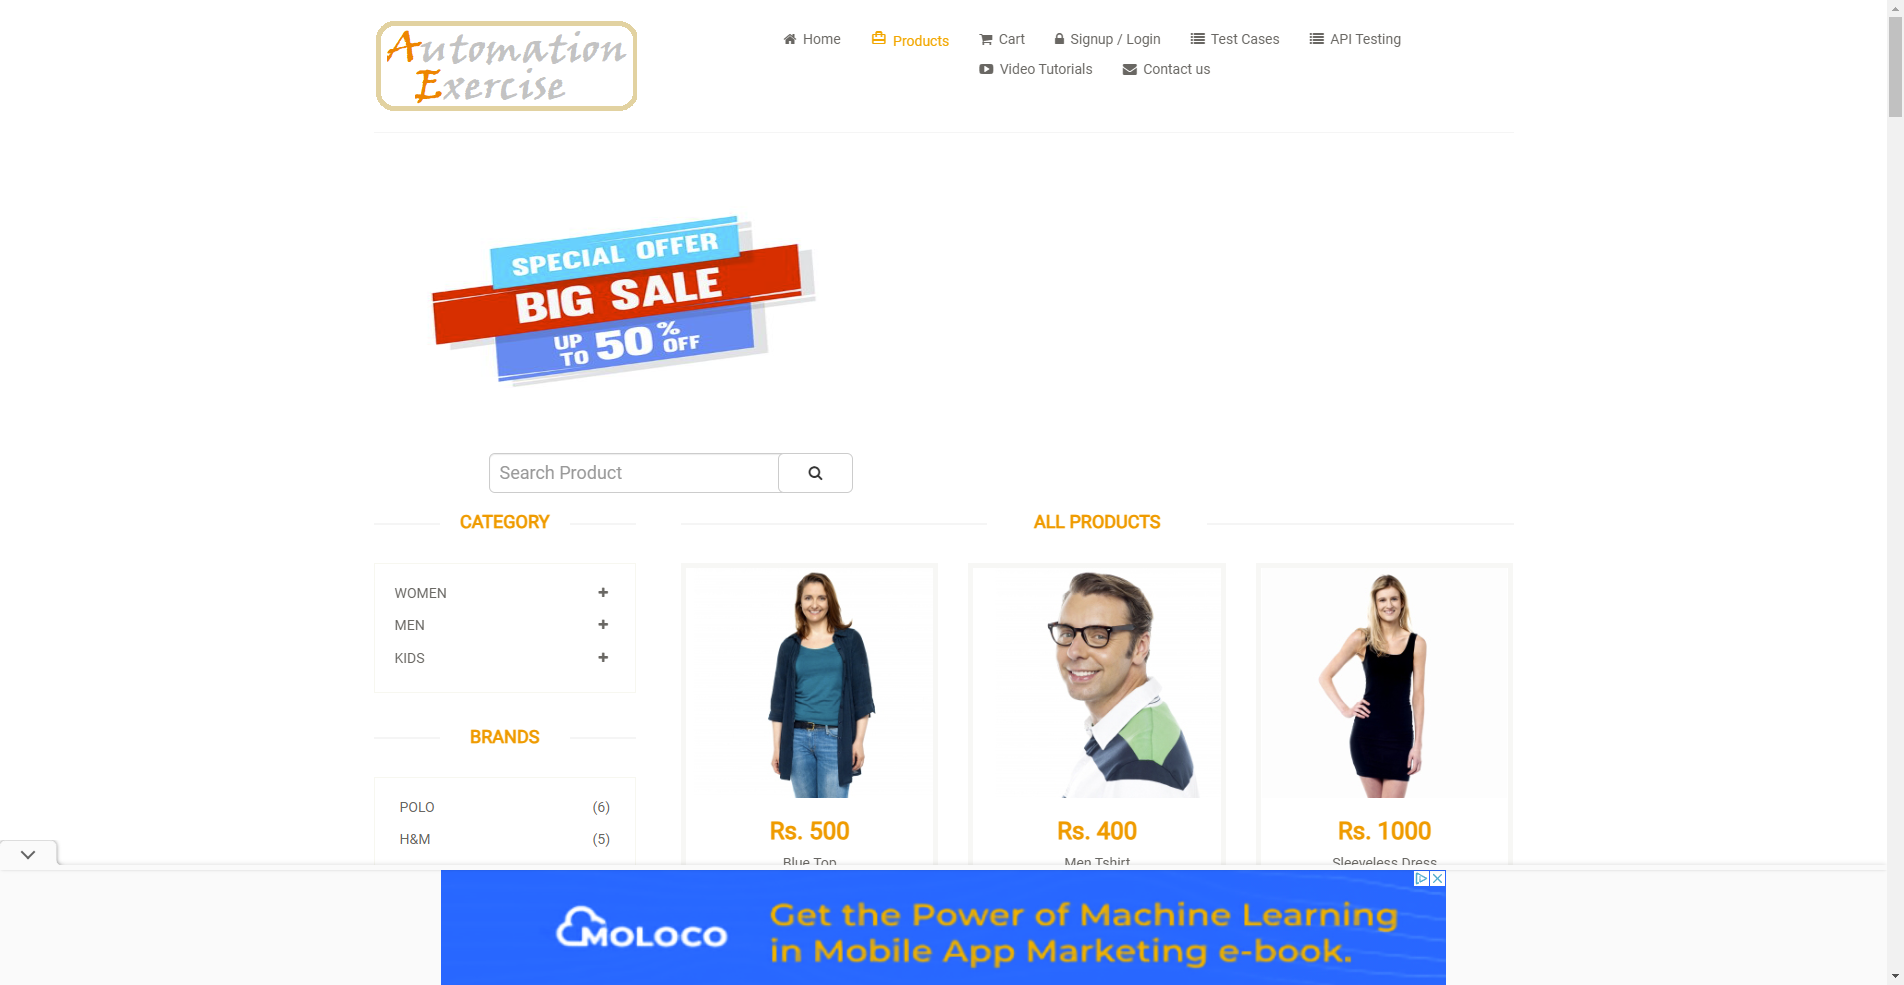 Automation
Exercise
Home
Products
Cart
Signup / Login
Test Cases
API Testing
Video Tutorials
Contact us
SPECIAL OFFER
BIG SALE
UP TO 50% OFF
Search Product
CATEGORY
WOMEN
MEN
KIDS
BRANDS
POLO (6)
H&M (5)
ALL PRODUCTS
Rs. 500
Blue Top
Rs. 400
Men Tshirt
Rs. 1000
Sleeveless Dress
MOLOCO
Get the Power of Machine Learning
in Mobile App Marketing e-book.